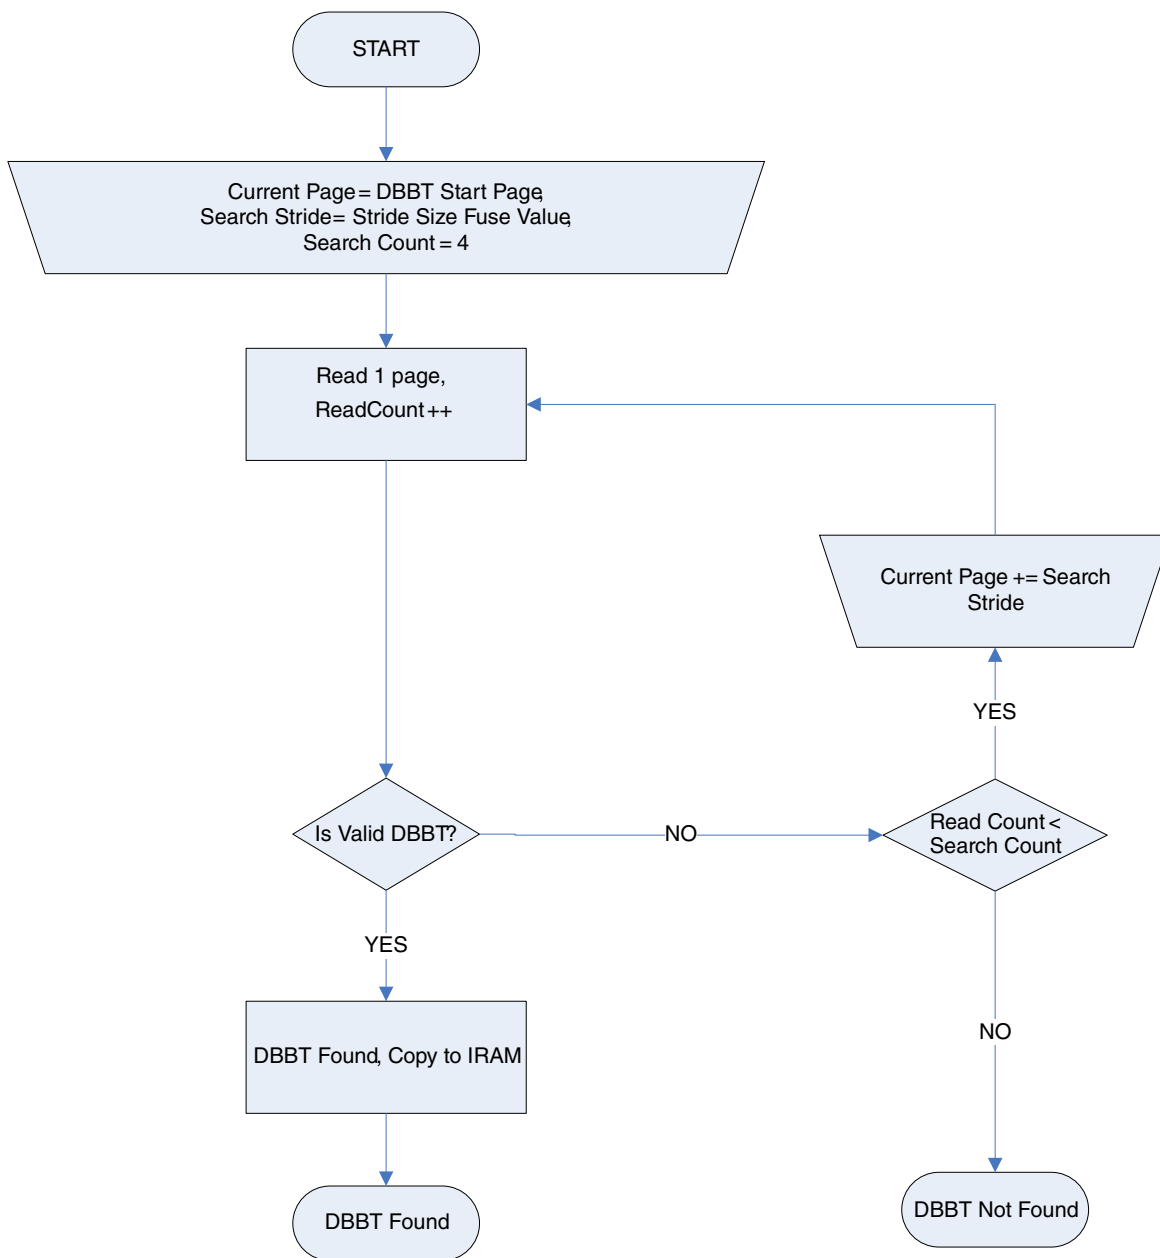 START
Current Page= DBBT Start Page,
Search Stride= Stride Size Fuse Value,
Search Count = 4
Read 1 page,
ReadCount ++
Current Page += Search
Stride
YES
Is Valid DBBT?
NO
Read Count <
Search Count
YES
DBBT Found, Copy to IRAM
NO
DBBT Found
DBBT Not Found